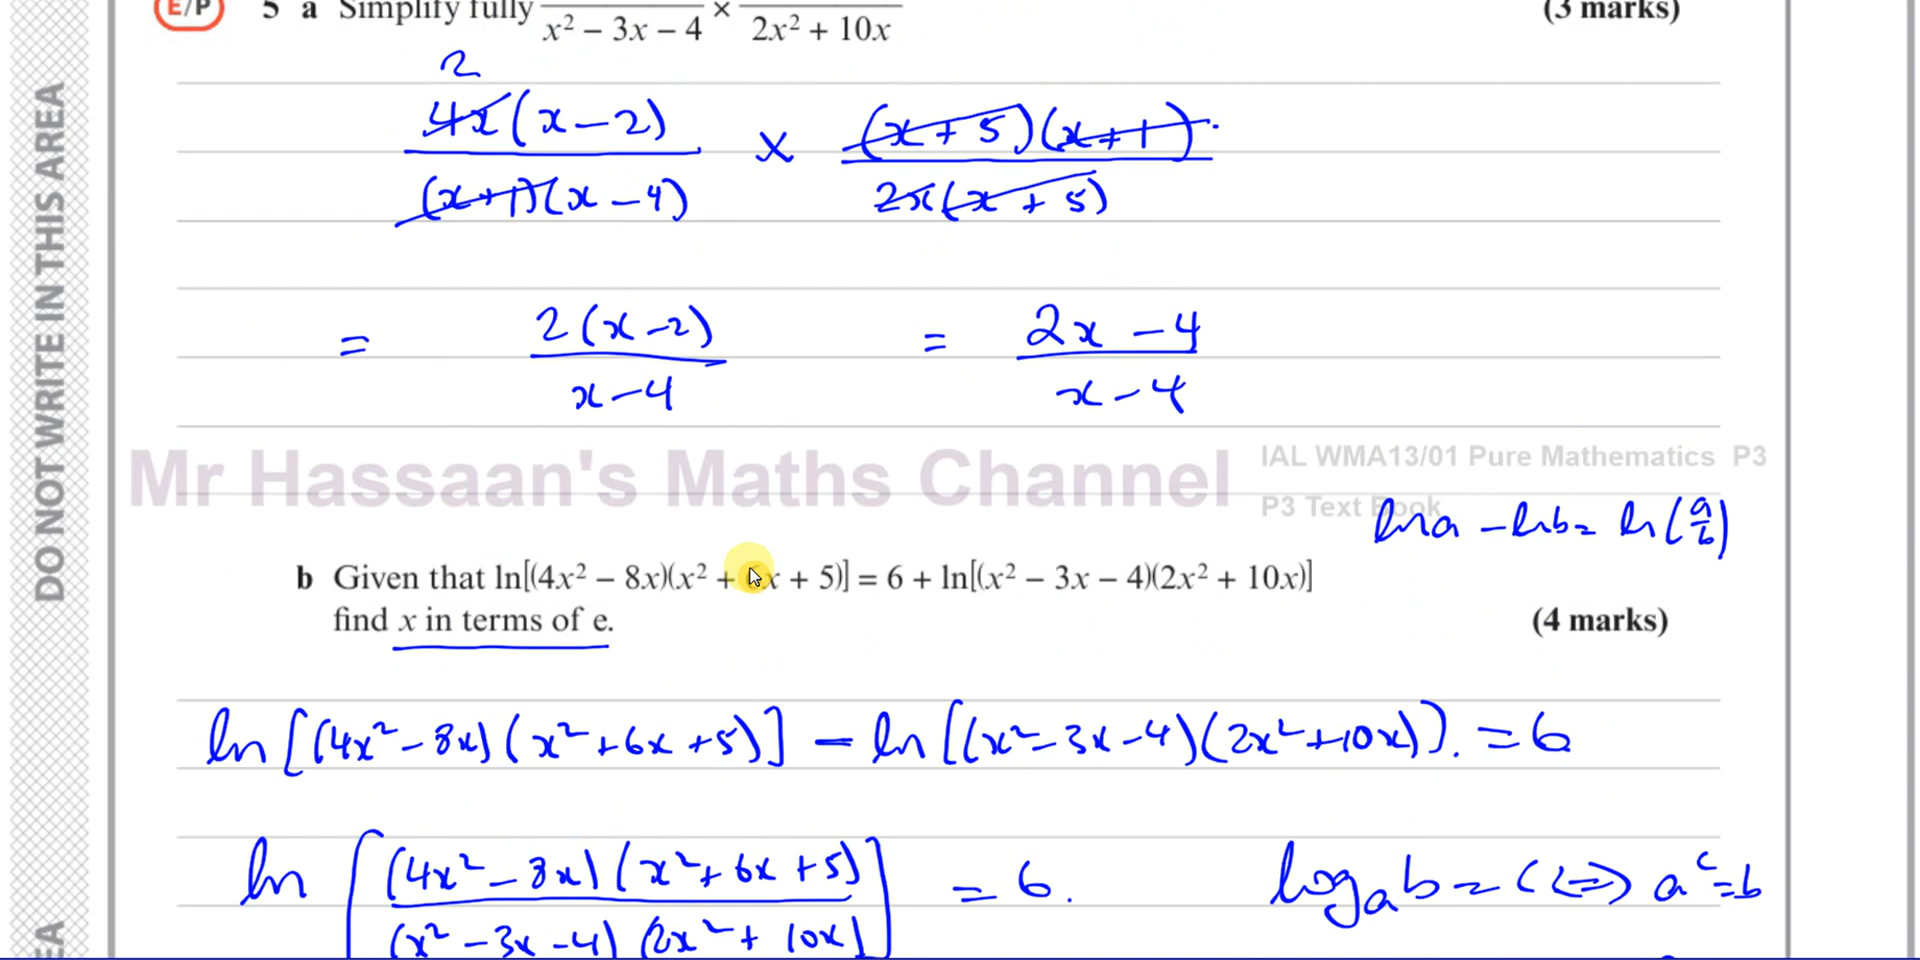 E/P 5 a Simplify fully ―――― × ―――― (3 marks)
x² − 3x − 4 2x² + 10x
2
4x(x−2) × (x+5)(x+1)
(x+1)(x−4) 2x(x+5)
= 2(x−2) = 2x −4
x−4 x−4
Mr Hassaan's Maths Channel
IAL WMA13/01 Pure Mathematics P3
P3 Text Book
ln a − ln b = ln (a/b)
b Given that ln[(4x² − 8x)(x² + 6x + 5)] = 6 + ln[(x² − 3x − 4)(2x² + 10x)]
find x in terms of e. (4 marks)
ln [(4x²−8x)(x²+6x+5)] − ln [(x²−3x−4)(2x²+10x)]. = 6
ln [ (4x²−8x)(x²+6x+5) ] = 6.
(x²−3x−4)(2x²+10x)
log_a b = c <=> a^c = b
DO NOT WRITE IN THIS AREA
EA